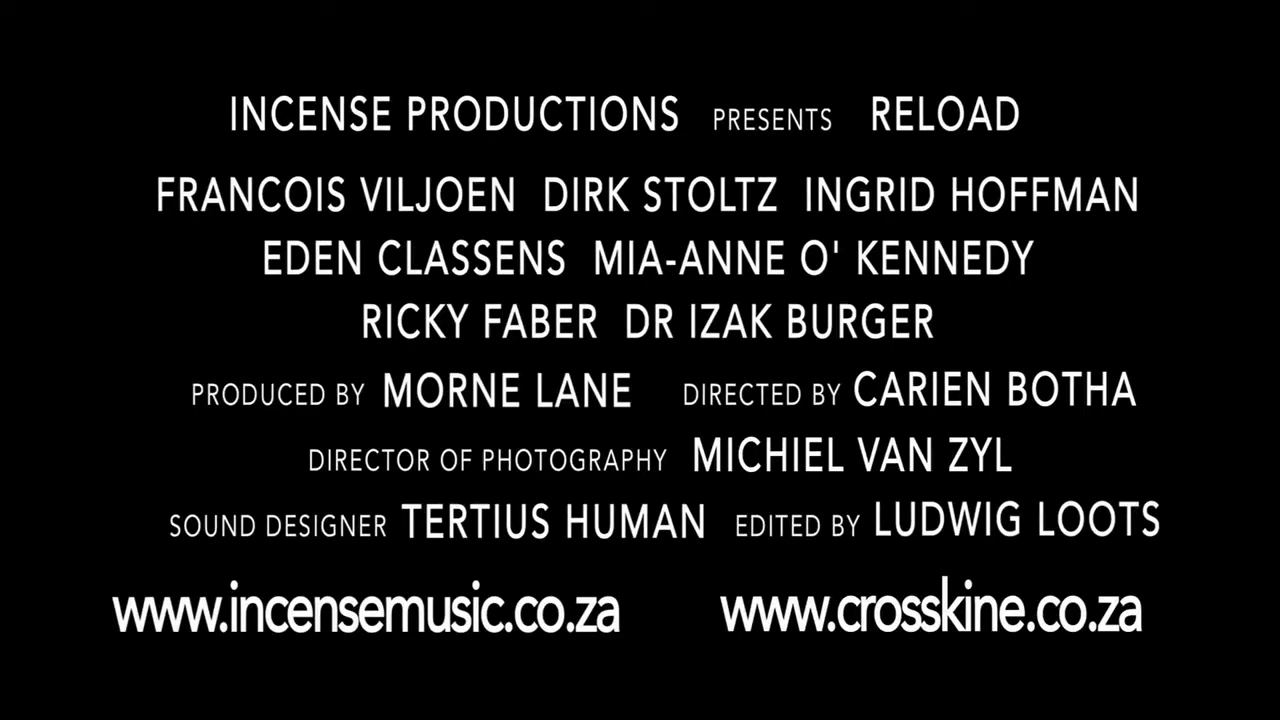 INCENSE PRODUCTIONS PRESENTS RELOAD
FRANCOIS VILJOEN DIRK STOLTZ INGRID HOFFMAN
EDEN CLASSENS MIA-ANNE O' KENNEDY
RICKY FABER DR IZAK BURGER
PRODUCED BY MORNE LANE DIRECTED BY CARIEN BOTHA
DIRECTOR OF PHOTOGRAPHY MICHIEL VAN ZYL
SOUND DESIGNER TERTIUS HUMAN EDITED BY LUDWIG LOOTS
www.incensemusic.co.za www.crosskine.co.za